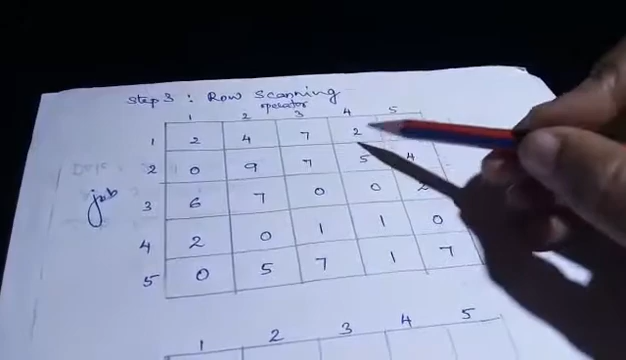 Step 3 : Row Scanning
operator
1 2 3 4 5
1 2 4 7 2
2 0 9 7 5 4
job
3 6 7 0 0 2
4 2 0 1 1 0
5 0 5 7 1 7
1 2 3 4 5